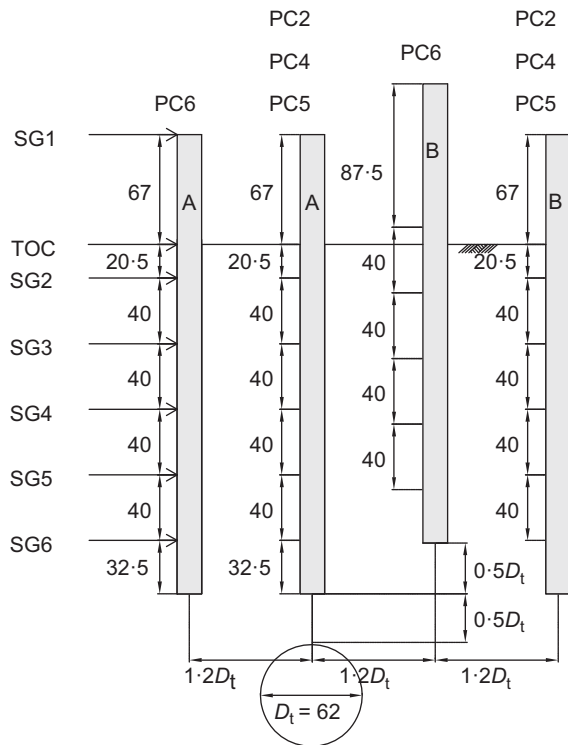 PC2 PC2
PC4 PC6 PC4
PC6 PC5 PC5
SG1
67 A 67 A 87·5 B 67 B
TOC
20·5 20·5 40 20·5
SG2
40 40 40 40
SG3
40 40 40 40
SG4
40 40 40 40
SG5
40 40 40
SG6
32·5 32·5 0·5Dt
0·5Dt
1·2Dt 1·2Dt 1·2Dt
Dt = 62